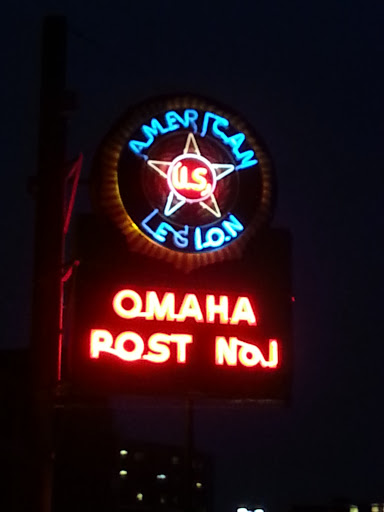 AMERICAN
U.S.
LEGION
OMAHA
POST No. 1